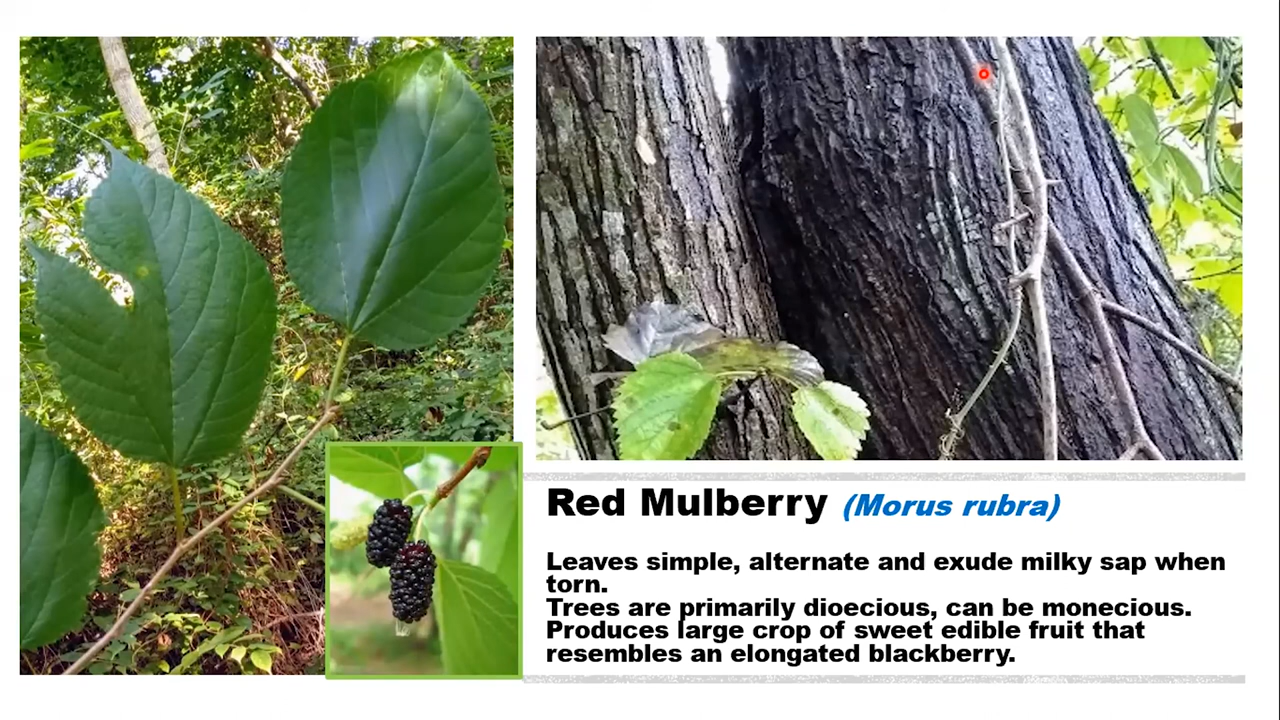 Red Mulberry (Morus rubra)
Leaves simple, alternate and exude milky sap when
torn.
Trees are primarily dioecious, can be monecious.
Produces large crop of sweet edible fruit that
resembles an elongated blackberry.